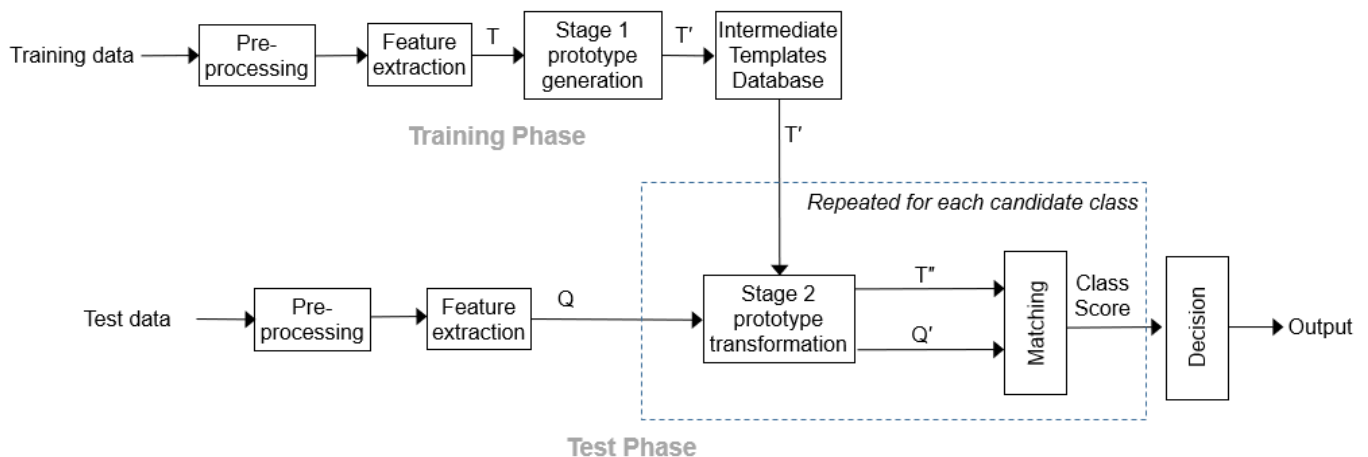 Training data
Pre-
processing
Feature
extraction
T
Stage 1
prototype
generation
T′
Intermediate
Templates
Database
Training Phase
T′
Repeated for each candidate class
Test data
Pre-
processing
Feature
extraction
Q
Stage 2
prototype
transformation
T″
Q′
Matching
Class
Score
Decision
Output
Test Phase